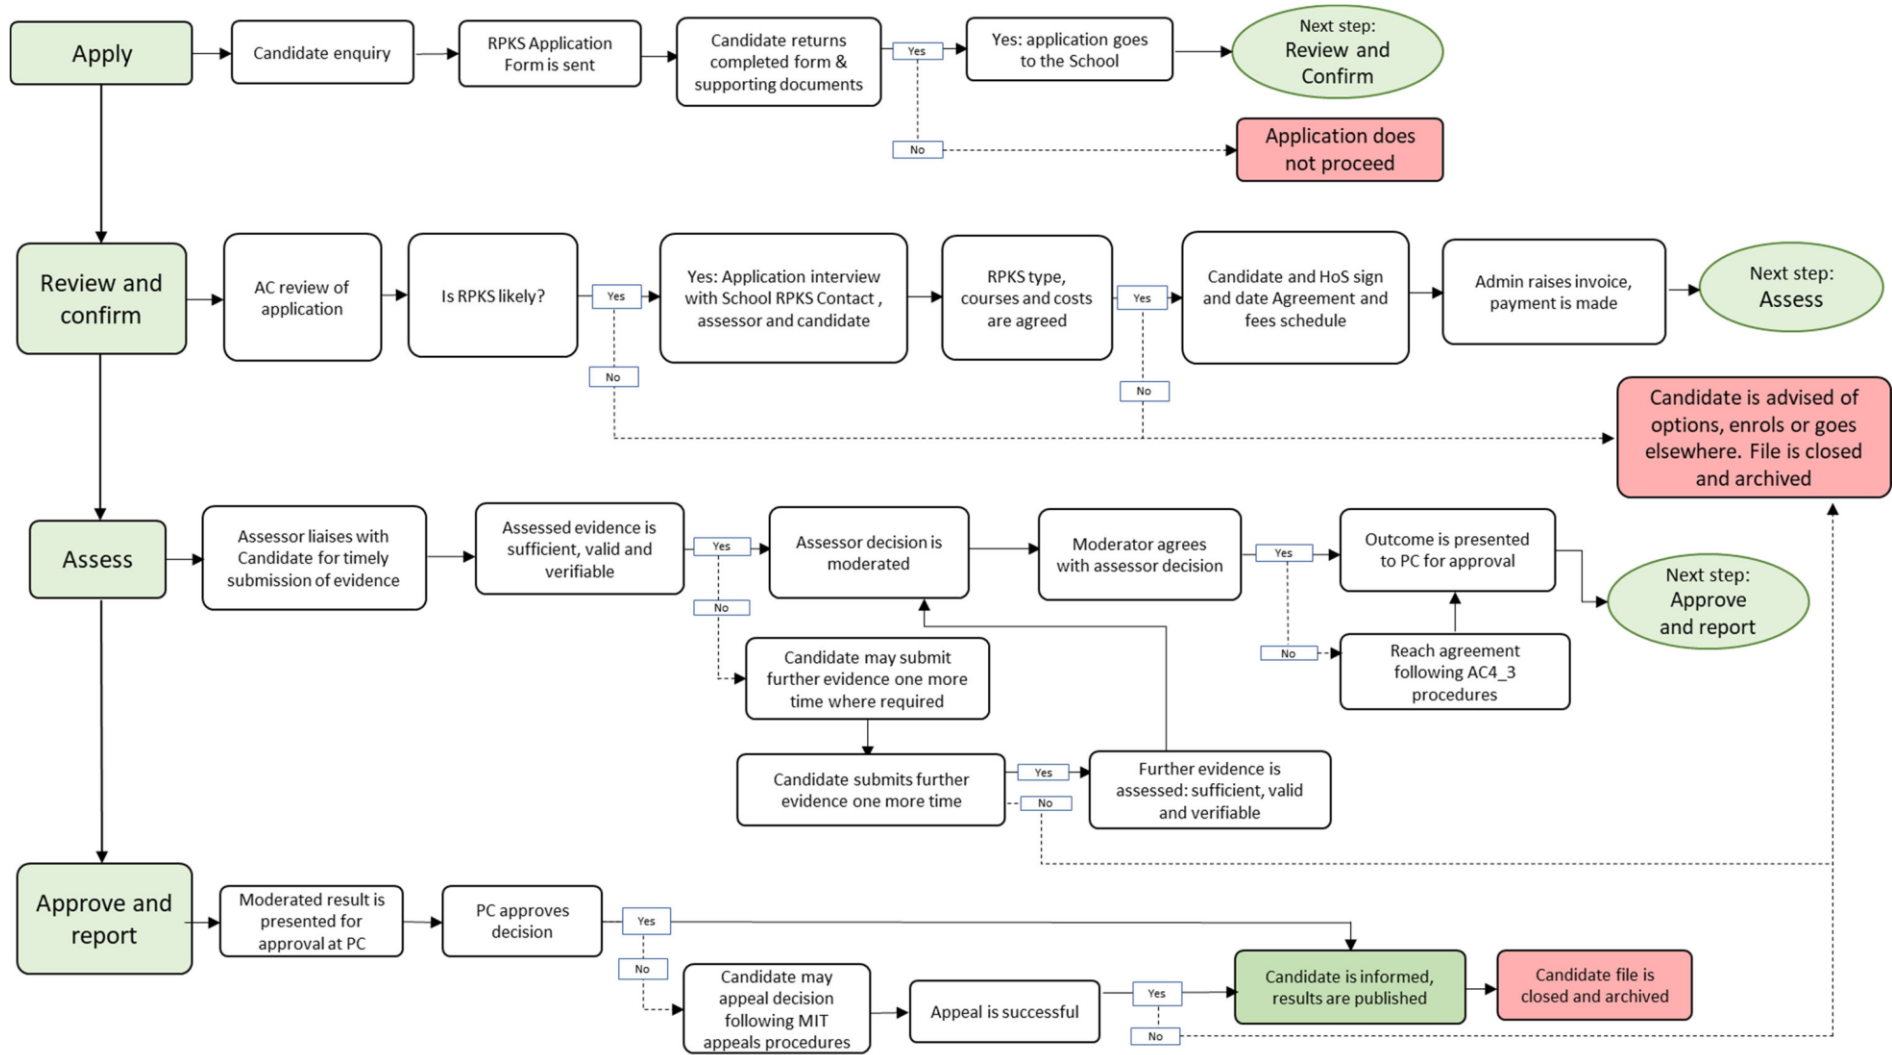 Apply
Candidate enquiry
RPKS Application
Form is sent
Candidate returns
completed form &
supporting documents
Yes
Yes: application goes
to the School
Next step:
Review and
Confirm
No
Application does
not proceed
Review and
confirm
AC review of
application
Is RPKS likely?
Yes
Yes: Application interview
with School RPKS Contact ,
assessor and candidate
RPKS type,
courses and costs
are agreed
Yes
Candidate and HoS sign
and date Agreement and
fees schedule
Admin raises invoice,
payment is made
Next step:
Assess
No
No
Candidate is advised of
options, enrols or goes
elsewhere. File is closed
and archived
Assess
Assessor liaises with
Candidate for timely
submission of evidence
Assessed evidence is
sufficient, valid and
verifiable
Yes
Assessor decision is
moderated
Moderator agrees
with assessor decision
Yes
Outcome is presented
to PC for approval
Next step:
Approve
and report
No
Candidate may submit
further evidence one more
time where required
No
Reach agreement
following AC4_3
procedures
Candidate submits further
evidence one more time
Yes
No
Further evidence is
assessed: sufficient, valid
and verifiable
Approve and
report
Moderated result is
presented for
approval at PC
PC approves
decision
Yes
No
Candidate may
appeal decision
following MIT
appeals procedures
Appeal is successful
Yes
No
Candidate is informed,
results are published
Candidate file is
closed and archived